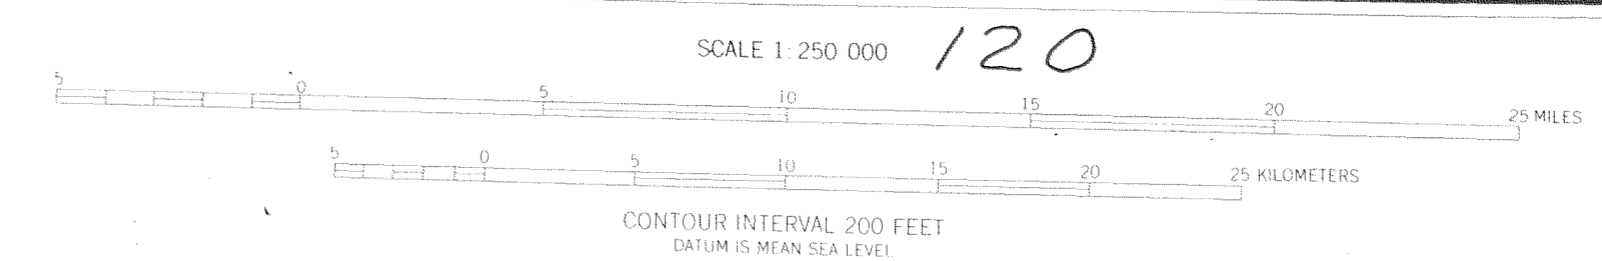 SCALE 1:250 000 120
5 0 5 10 15 20 25 MILES
5 0 5 10 15 20 25 KILOMETERS
CONTOUR INTERVAL 200 FEET
DATUM IS MEAN SEA LEVEL